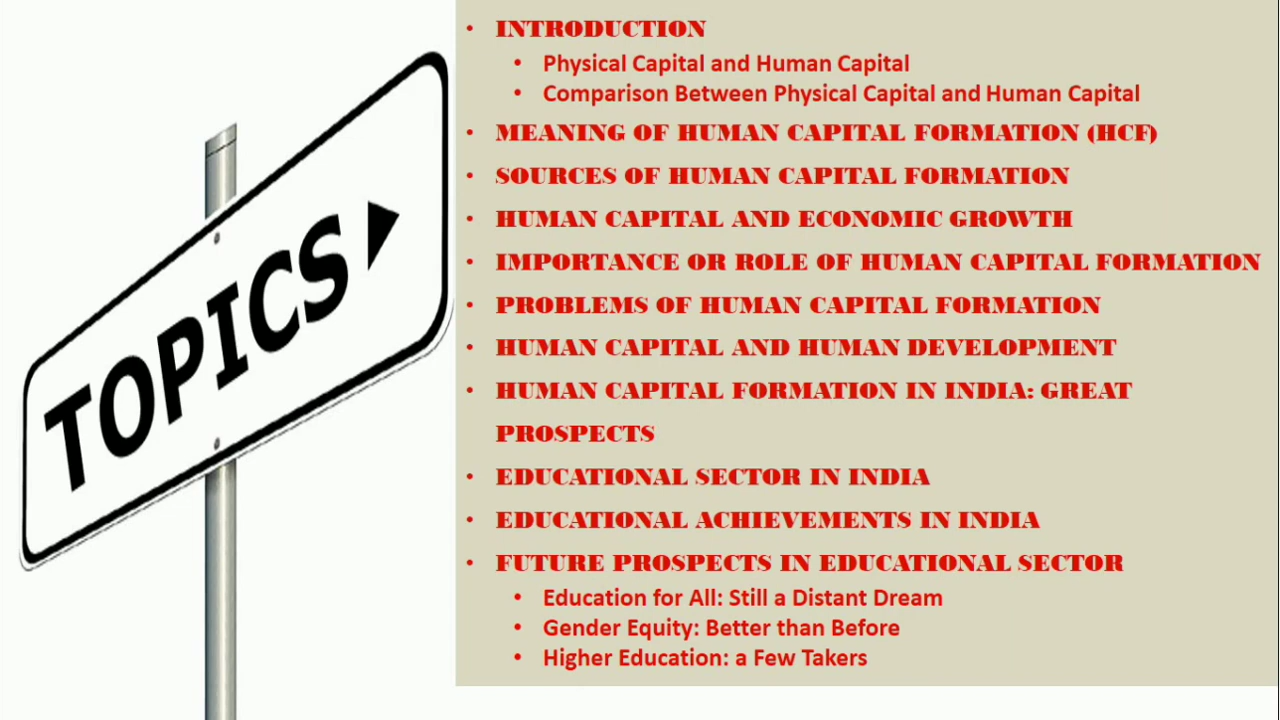 TOPICS
• INTRODUCTION
• Physical Capital and Human Capital
• Comparison Between Physical Capital and Human Capital
• MEANING OF HUMAN CAPITAL FORMATION (HCF)
• SOURCES OF HUMAN CAPITAL FORMATION
• HUMAN CAPITAL AND ECONOMIC GROWTH
• IMPORTANCE OR ROLE OF HUMAN CAPITAL FORMATION
• PROBLEMS OF HUMAN CAPITAL FORMATION
• HUMAN CAPITAL AND HUMAN DEVELOPMENT
• HUMAN CAPITAL FORMATION IN INDIA: GREAT
PROSPECTS
• EDUCATIONAL SECTOR IN INDIA
• EDUCATIONAL ACHIEVEMENTS IN INDIA
• FUTURE PROSPECTS IN EDUCATIONAL SECTOR
• Education for All: Still a Distant Dream
• Gender Equity: Better than Before
• Higher Education: a Few Takers